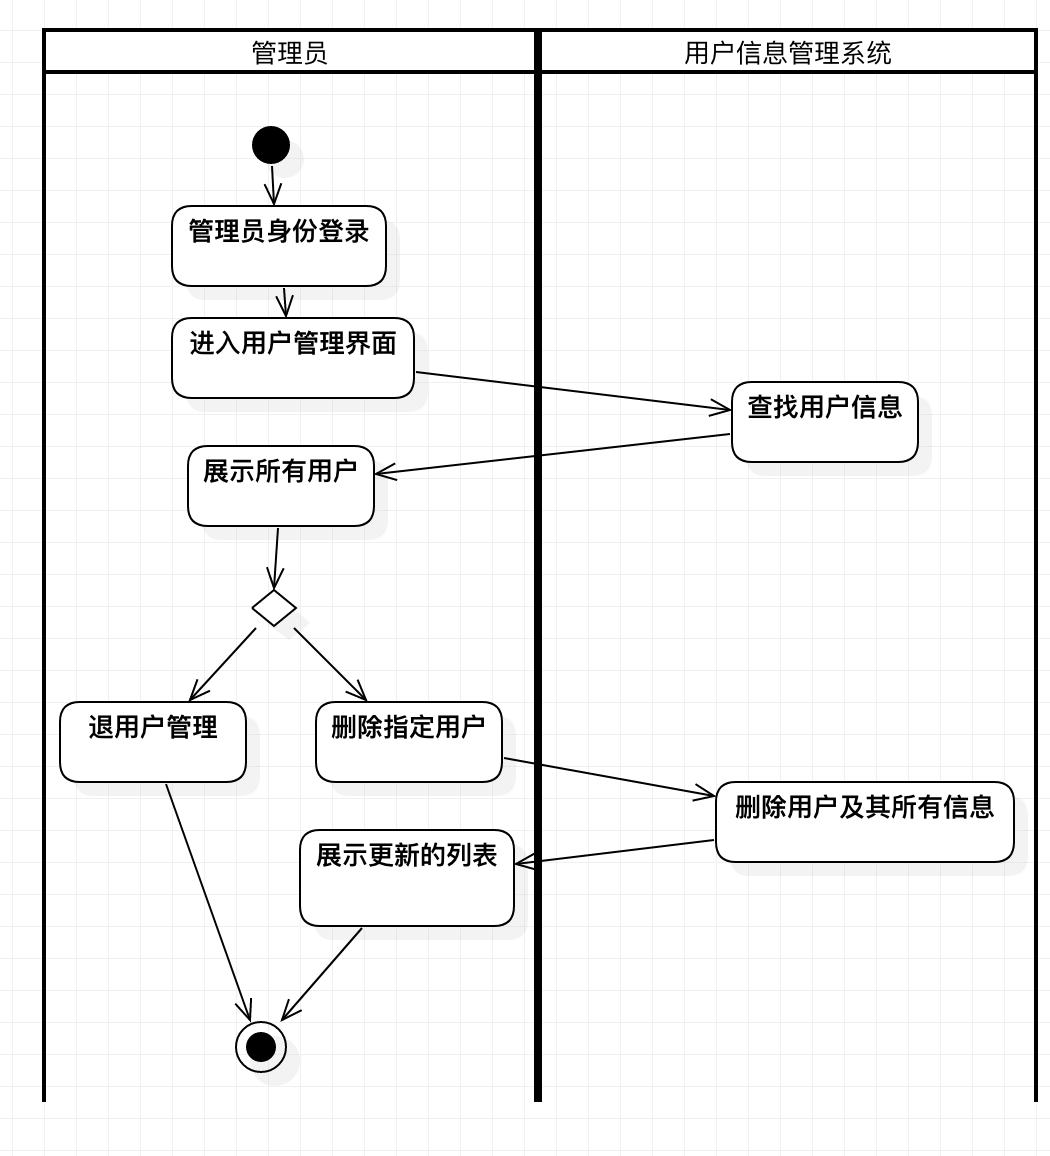 管理员
用户信息管理系统
管理员身份登录
进入用户管理界面
查找用户信息
展示所有用户
退用户管理
删除指定用户
删除用户及其所有信息
展示更新的列表